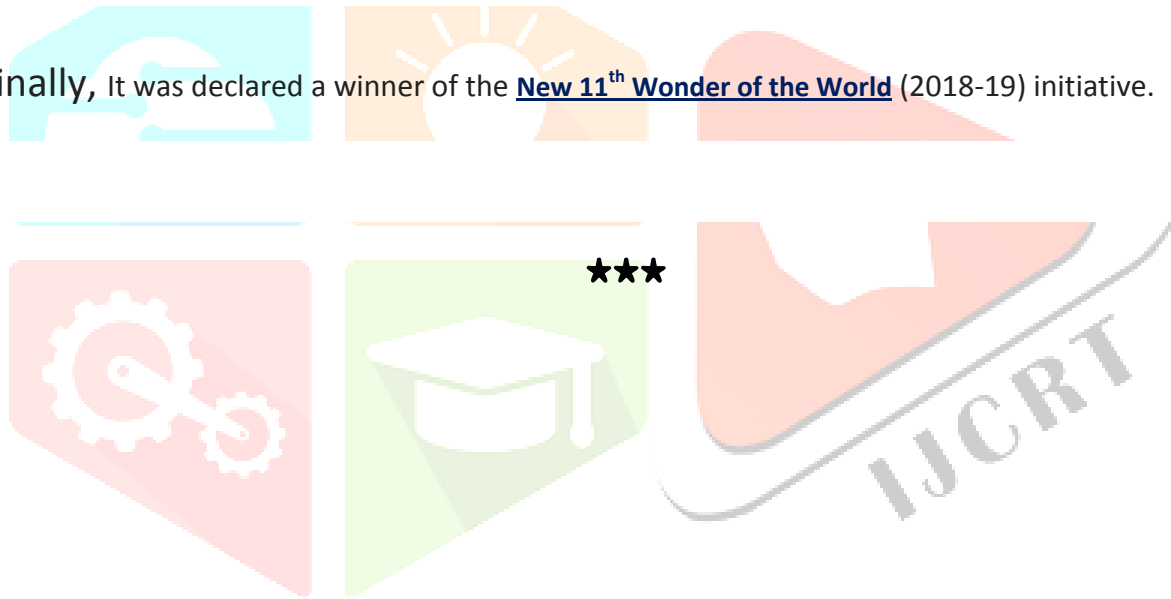 inally, It was declared a winner of the New 11th Wonder of the World (2018-19) initiative.
★★★
IJCRT